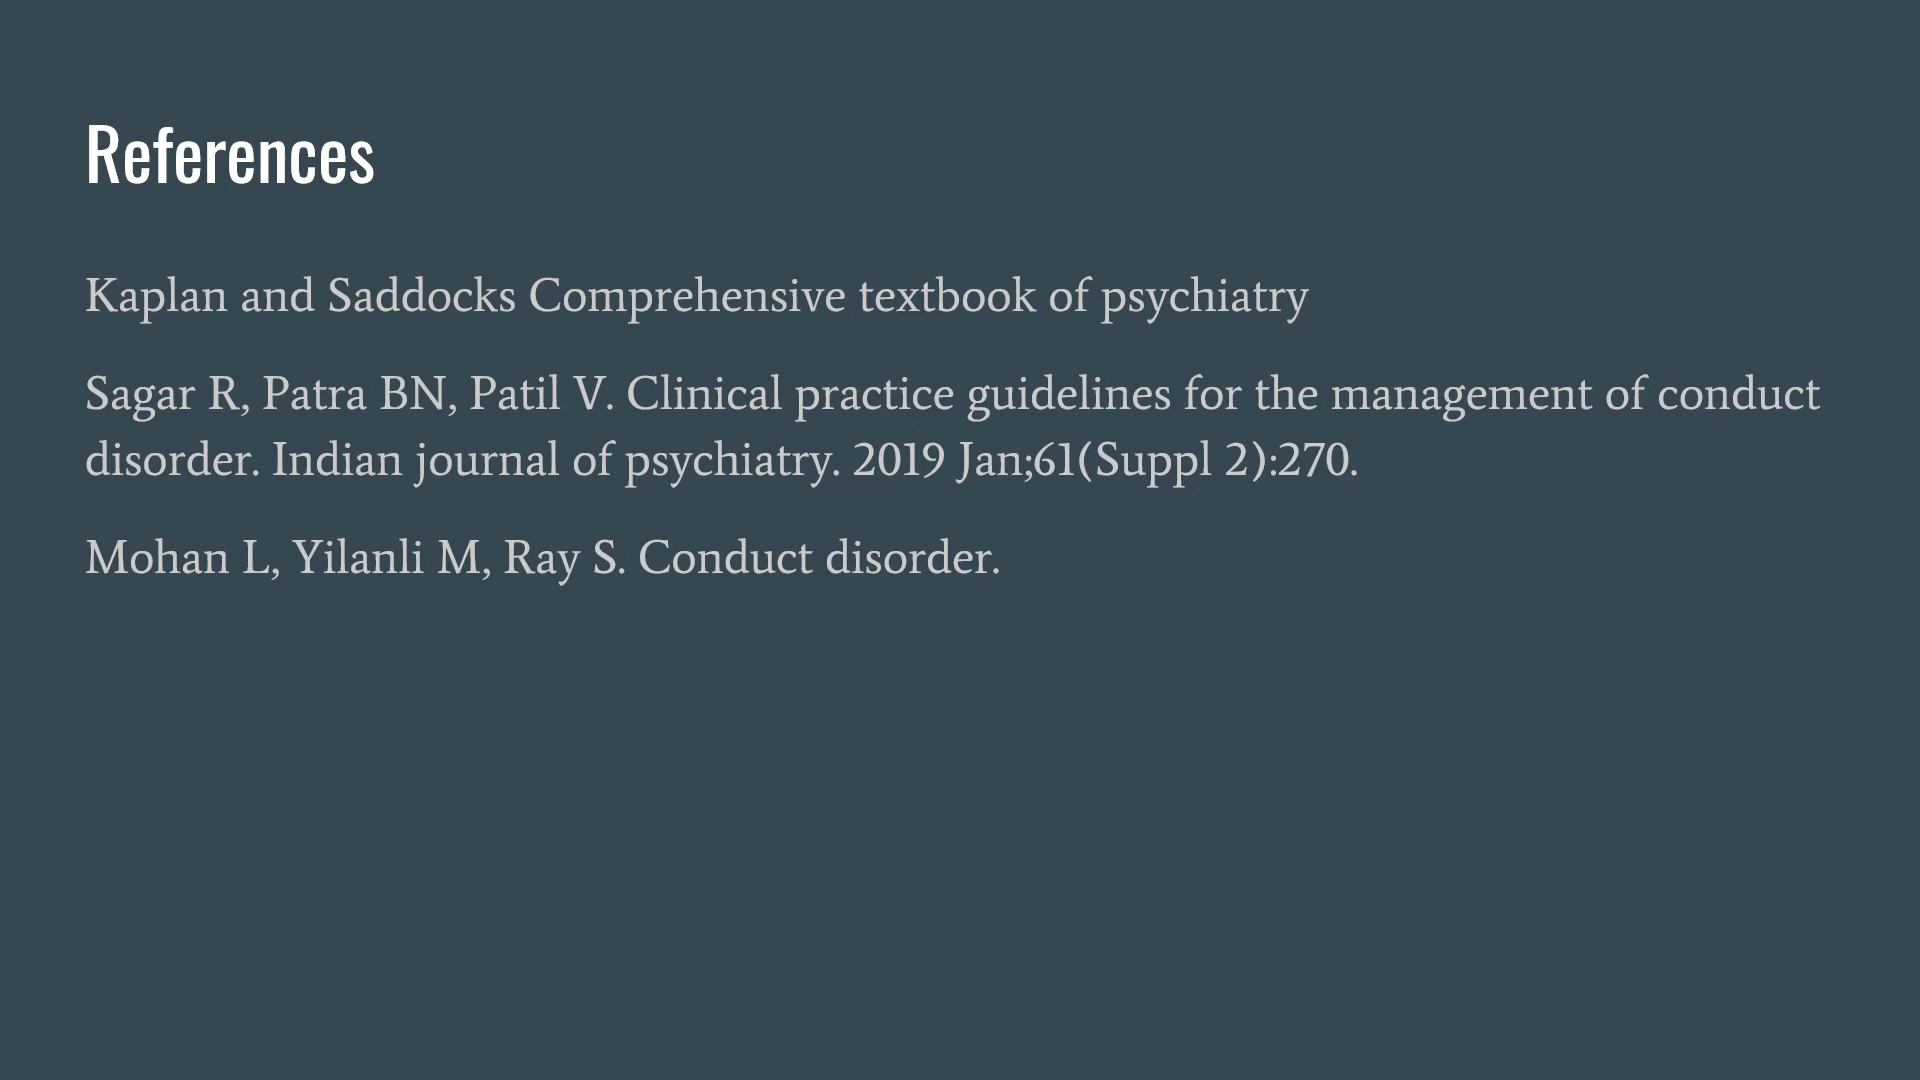 References
Kaplan and Saddocks Comprehensive textbook of psychiatry
Sagar R, Patra BN, Patil V. Clinical practice guidelines for the management of conduct
disorder. Indian journal of psychiatry. 2019 Jan;61(Suppl 2):270.
Mohan L, Yilanli M, Ray S. Conduct disorder.